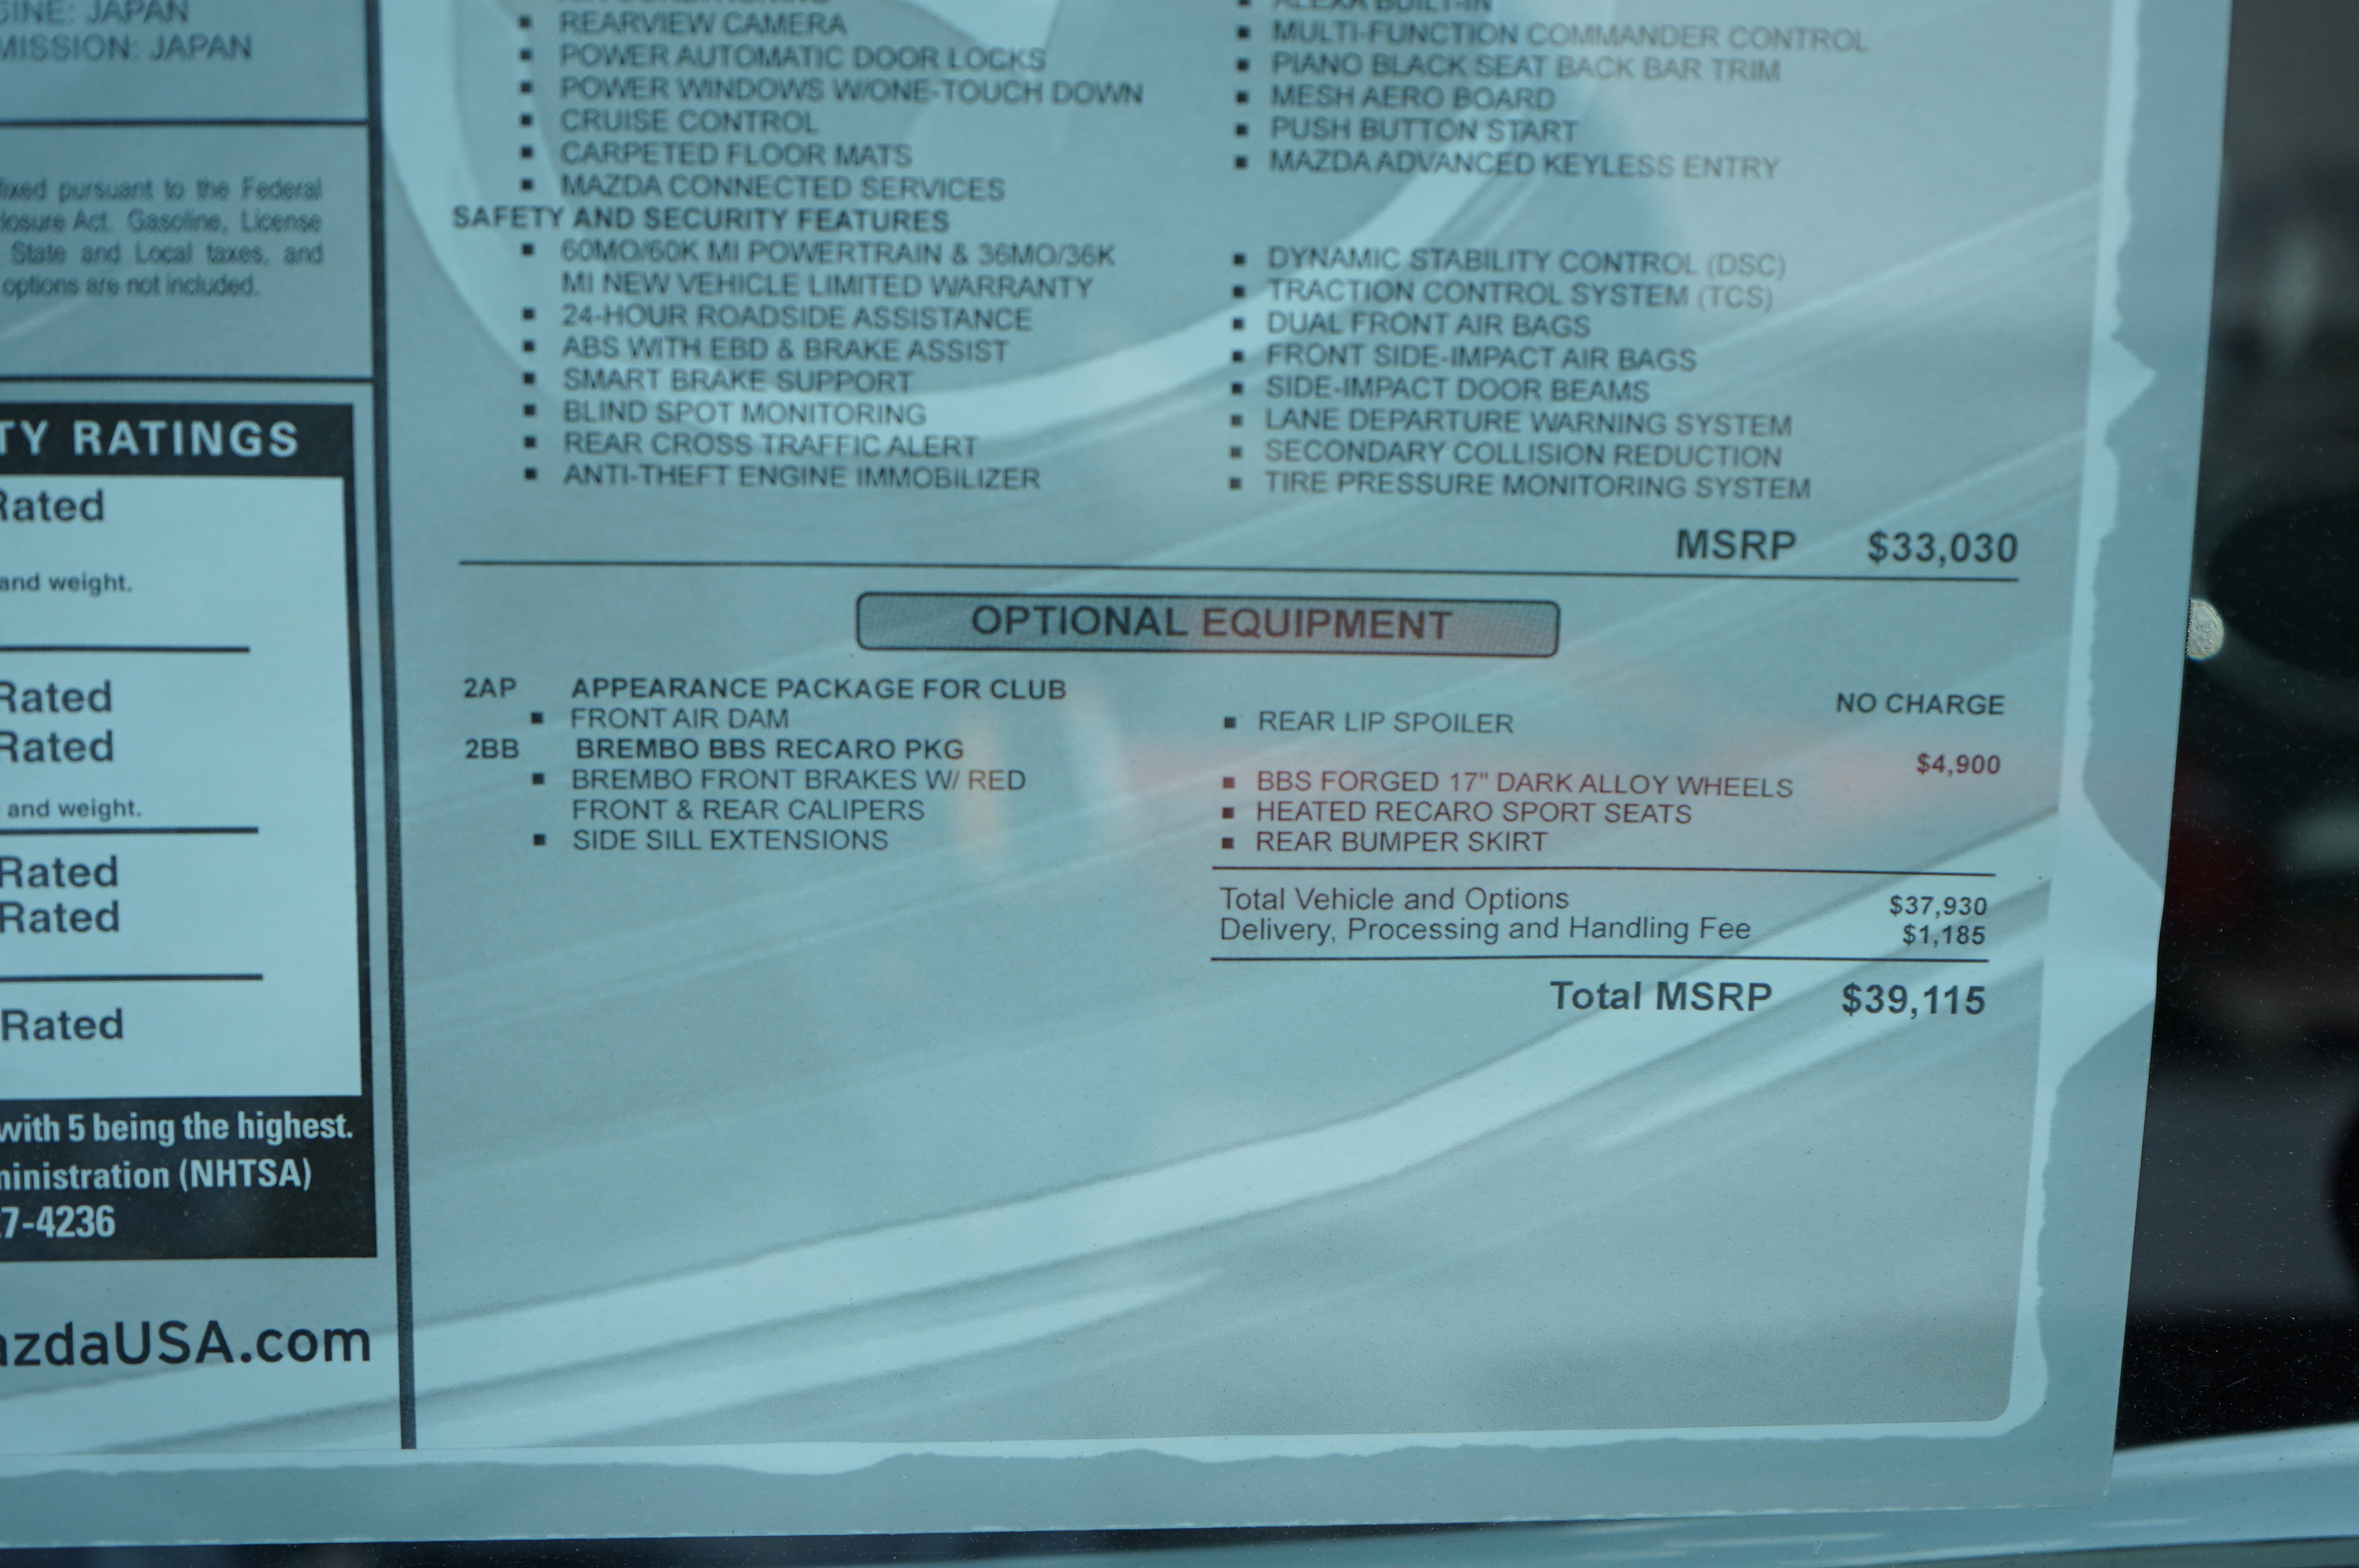 GINE: JAPAN
MISSION: JAPAN
fixed pursuant to the Federal
closure Act. Gasoline, License
State and Local taxes, and
options are not included.
TY RATINGS
Rated
and weight.
Rated
Rated
and weight.
Rated
Rated
Rated
with 5 being the highest.
ministration (NHTSA)
7-4236
azdaUSA.com
AIR CONDITIONING
▪ REARVIEW CAMERA
▪ POWER AUTOMATIC DOOR LOCKS
▪ POWER WINDOWS W/ONE-TOUCH DOWN
▪ CRUISE CONTROL
▪ CARPETED FLOOR MATS
▪ MAZDA CONNECTED SERVICES
▪ ALEXA BUILT-IN
▪ MULTI-FUNCTION COMMANDER CONTROL
▪ PIANO BLACK SEAT BACK BAR TRIM
▪ MESH AERO BOARD
▪ PUSH BUTTON START
▪ MAZDA ADVANCED KEYLESS ENTRY
SAFETY AND SECURITY FEATURES
▪ 60MO/60K MI POWERTRAIN & 36MO/36K
MI NEW VEHICLE LIMITED WARRANTY
▪ 24-HOUR ROADSIDE ASSISTANCE
▪ ABS WITH EBD & BRAKE ASSIST
▪ SMART BRAKE SUPPORT
▪ BLIND SPOT MONITORING
▪ REAR CROSS TRAFFIC ALERT
▪ ANTI-THEFT ENGINE IMMOBILIZER
▪ DYNAMIC STABILITY CONTROL (DSC)
▪ TRACTION CONTROL SYSTEM (TCS)
▪ DUAL FRONT AIR BAGS
▪ FRONT SIDE-IMPACT AIR BAGS
▪ SIDE-IMPACT DOOR BEAMS
▪ LANE DEPARTURE WARNING SYSTEM
▪ SECONDARY COLLISION REDUCTION
▪ TIRE PRESSURE MONITORING SYSTEM
MSRP $33,030
OPTIONAL EQUIPMENT
2AP APPEARANCE PACKAGE FOR CLUB NO CHARGE
▪ FRONT AIR DAM ▪ REAR LIP SPOILER
2BB BREMBO BBS RECARO PKG $4,900
▪ BREMBO FRONT BRAKES W/ RED
FRONT & REAR CALIPERS
▪ SIDE SILL EXTENSIONS
▪ BBS FORGED 17" DARK ALLOY WHEELS
▪ HEATED RECARO SPORT SEATS
▪ REAR BUMPER SKIRT
Total Vehicle and Options $37,930
Delivery, Processing and Handling Fee $1,185
Total MSRP $39,115